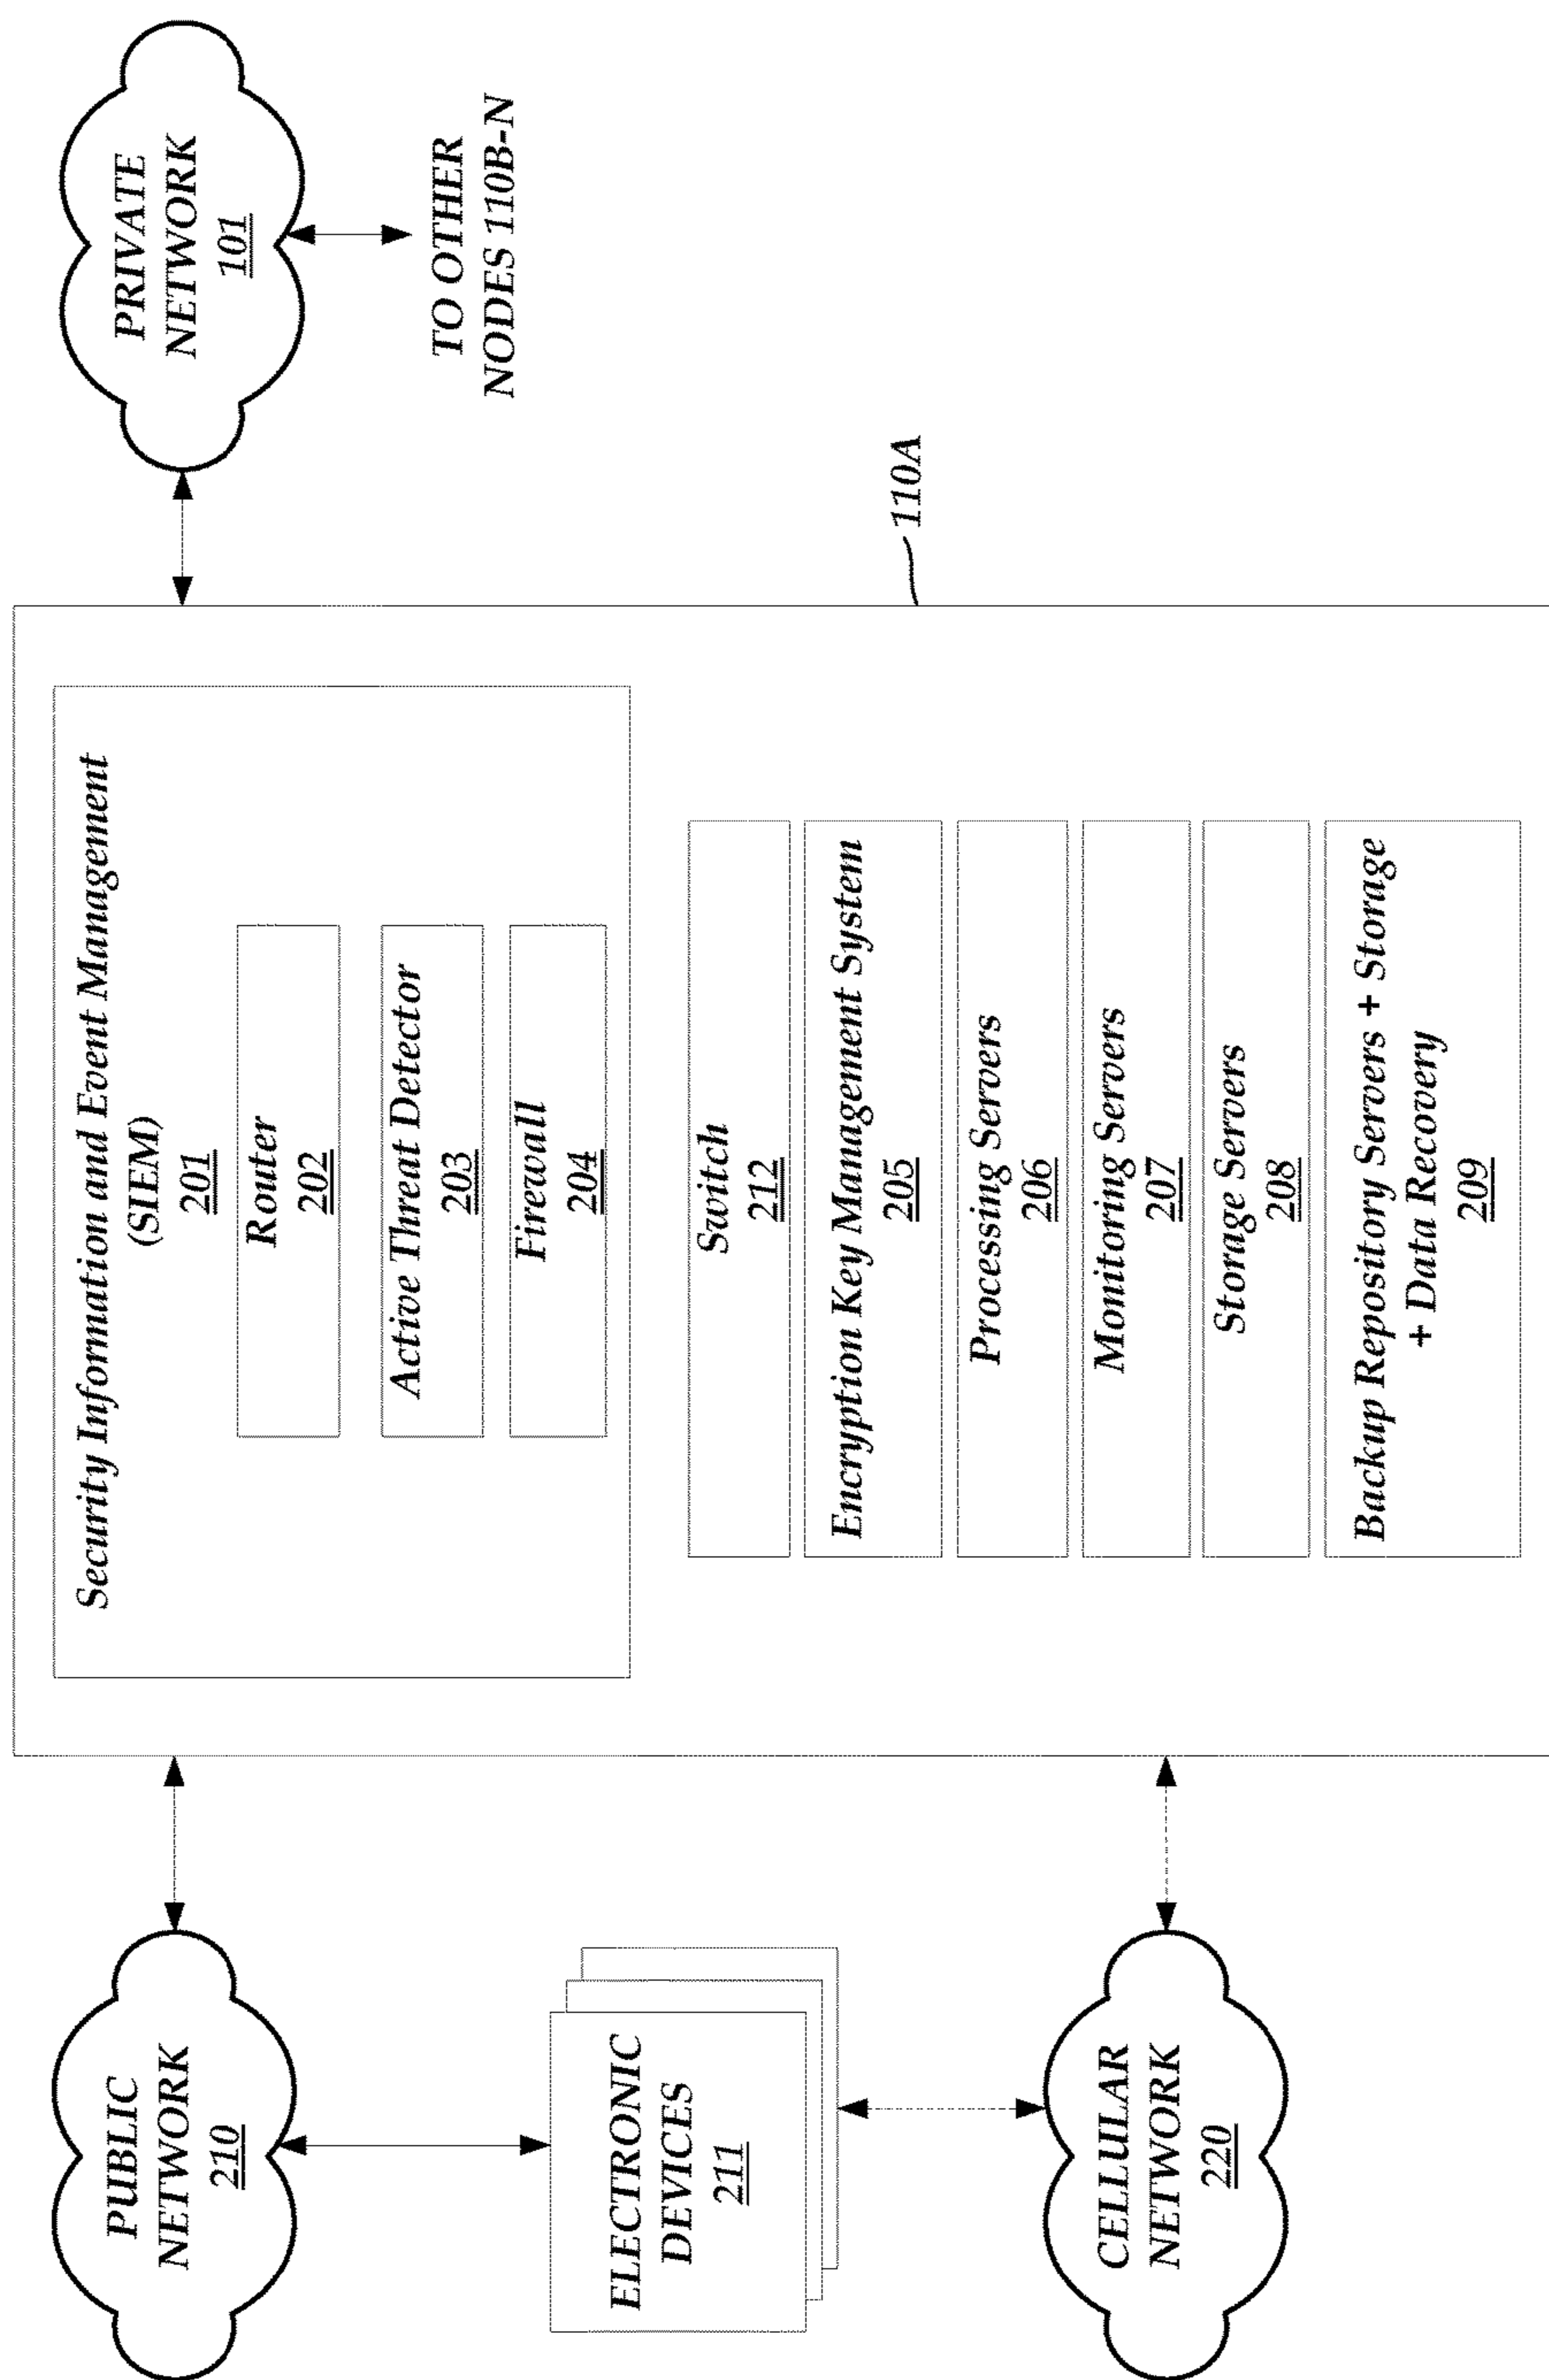 PUBLIC
NETWORK
210
ELECTRONIC
DEVICES
211
CELLULAR
NETWORK
220
Security Information and Event Management
(SIEM)
201
Router
202
Active Threat Detector
203
Firewall
204
Switch
212
Encryption Key Management System
205
Processing Servers
206
Monitoring Servers
207
Storage Servers
208
Backup Repository Servers + Storage
+ Data Recovery
209
110A
PRIVATE
NETWORK
101
TO OTHER
NODES 110B-N